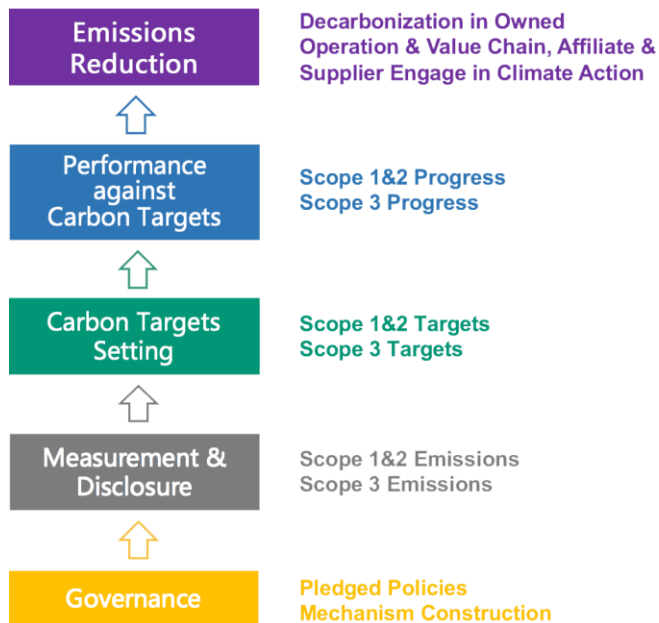 Emissions
Reduction
Decarbonization in Owned
Operation & Value Chain, Affiliate &
Supplier Engage in Climate Action
Performance
against
Carbon Targets
Scope 1&2 Progress
Scope 3 Progress
Carbon Targets
Setting
Scope 1&2 Targets
Scope 3 Targets
Measurement &
Disclosure
Scope 1&2 Emissions
Scope 3 Emissions
Governance
Pledged Policies
Mechanism Construction